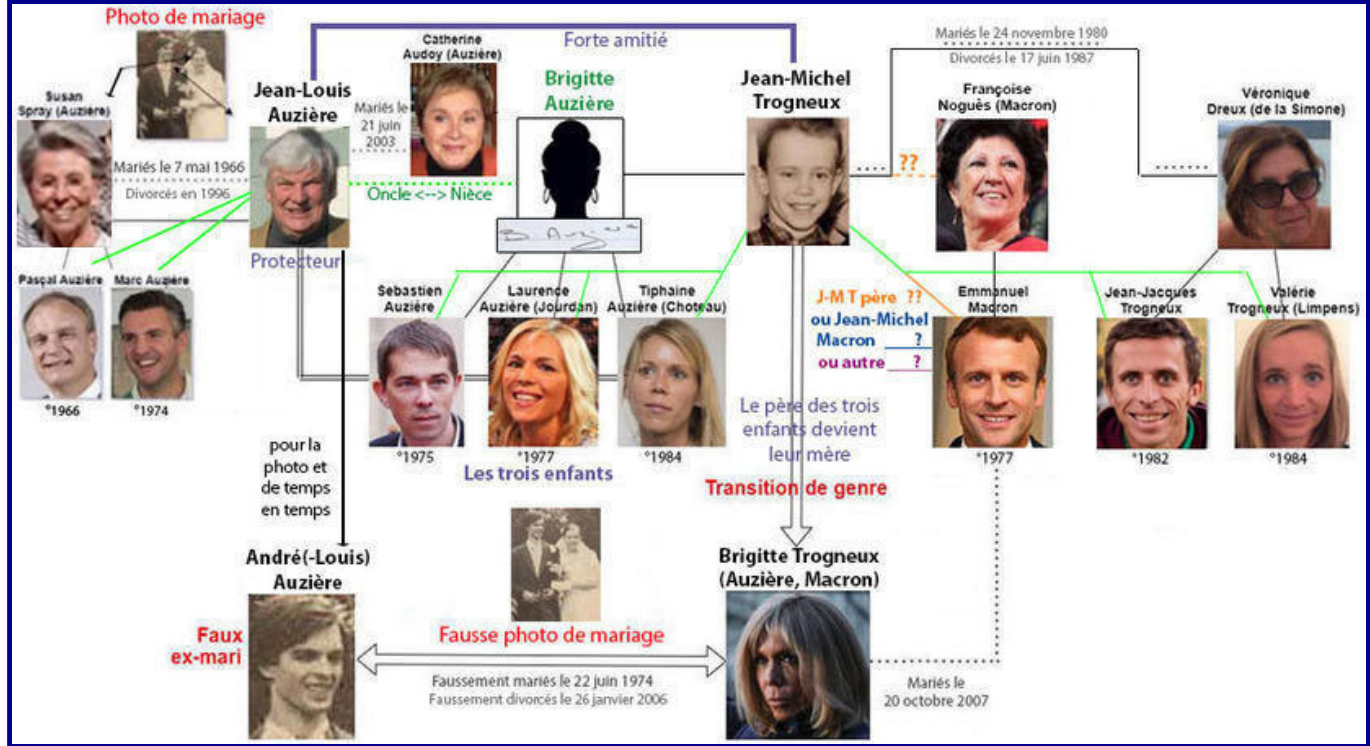 Photo de mariage
Susan
Spray (Auzière)
Jean-Louis
Auzière
Catherine
Audoy (Auzière)
Forte amitié
Brigitte
Auzière
Jean-Michel
Trogneux
Mariés le 24 novembre 1980
Divorcés le 17 juin 1987
Françoise
Noguès (Macron)
Véronique
Dreux (de la Simone)
Mariés le
21 juin
2003
Mariés le 7 mai 1966
Divorcés en 1996
Oncle <--> Nièce
??
Protecteur
Pascal Auzière
Marc Auzière
°1966
°1974
Sebastien
Auzière
Laurence
Auzière (Jourdan)
Tiphaine
Auzière (Choteau)
J-M T père ??
ou Jean-Michel
Macron ?
ou autre ?
Emmanuel
Macron
Jean-Jacques
Trogneux
Valérie
Trogneux (Limpens)
°1975
°1977
°1984
°1977
°1982
°1984
Les trois enfants
Le père des trois
enfants devient
leur mère
Transition de genre
pour la
photo et
de temps
en temps
André(-Louis)
Auzière
Brigitte Trogneux
(Auzière, Macron)
Faux
ex-mari
Fausse photo de mariage
Faussement mariés le 22 juin 1974
Faussement divorcés le 26 janvier 2006
Mariés le
20 octobre 2007